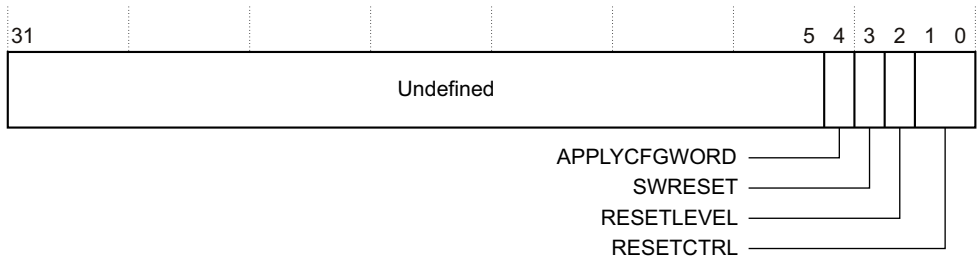 31 5 4 3 2 1 0
Undefined
APPLYCFGWORD
SWRESET
RESETLEVEL
RESETCTRL